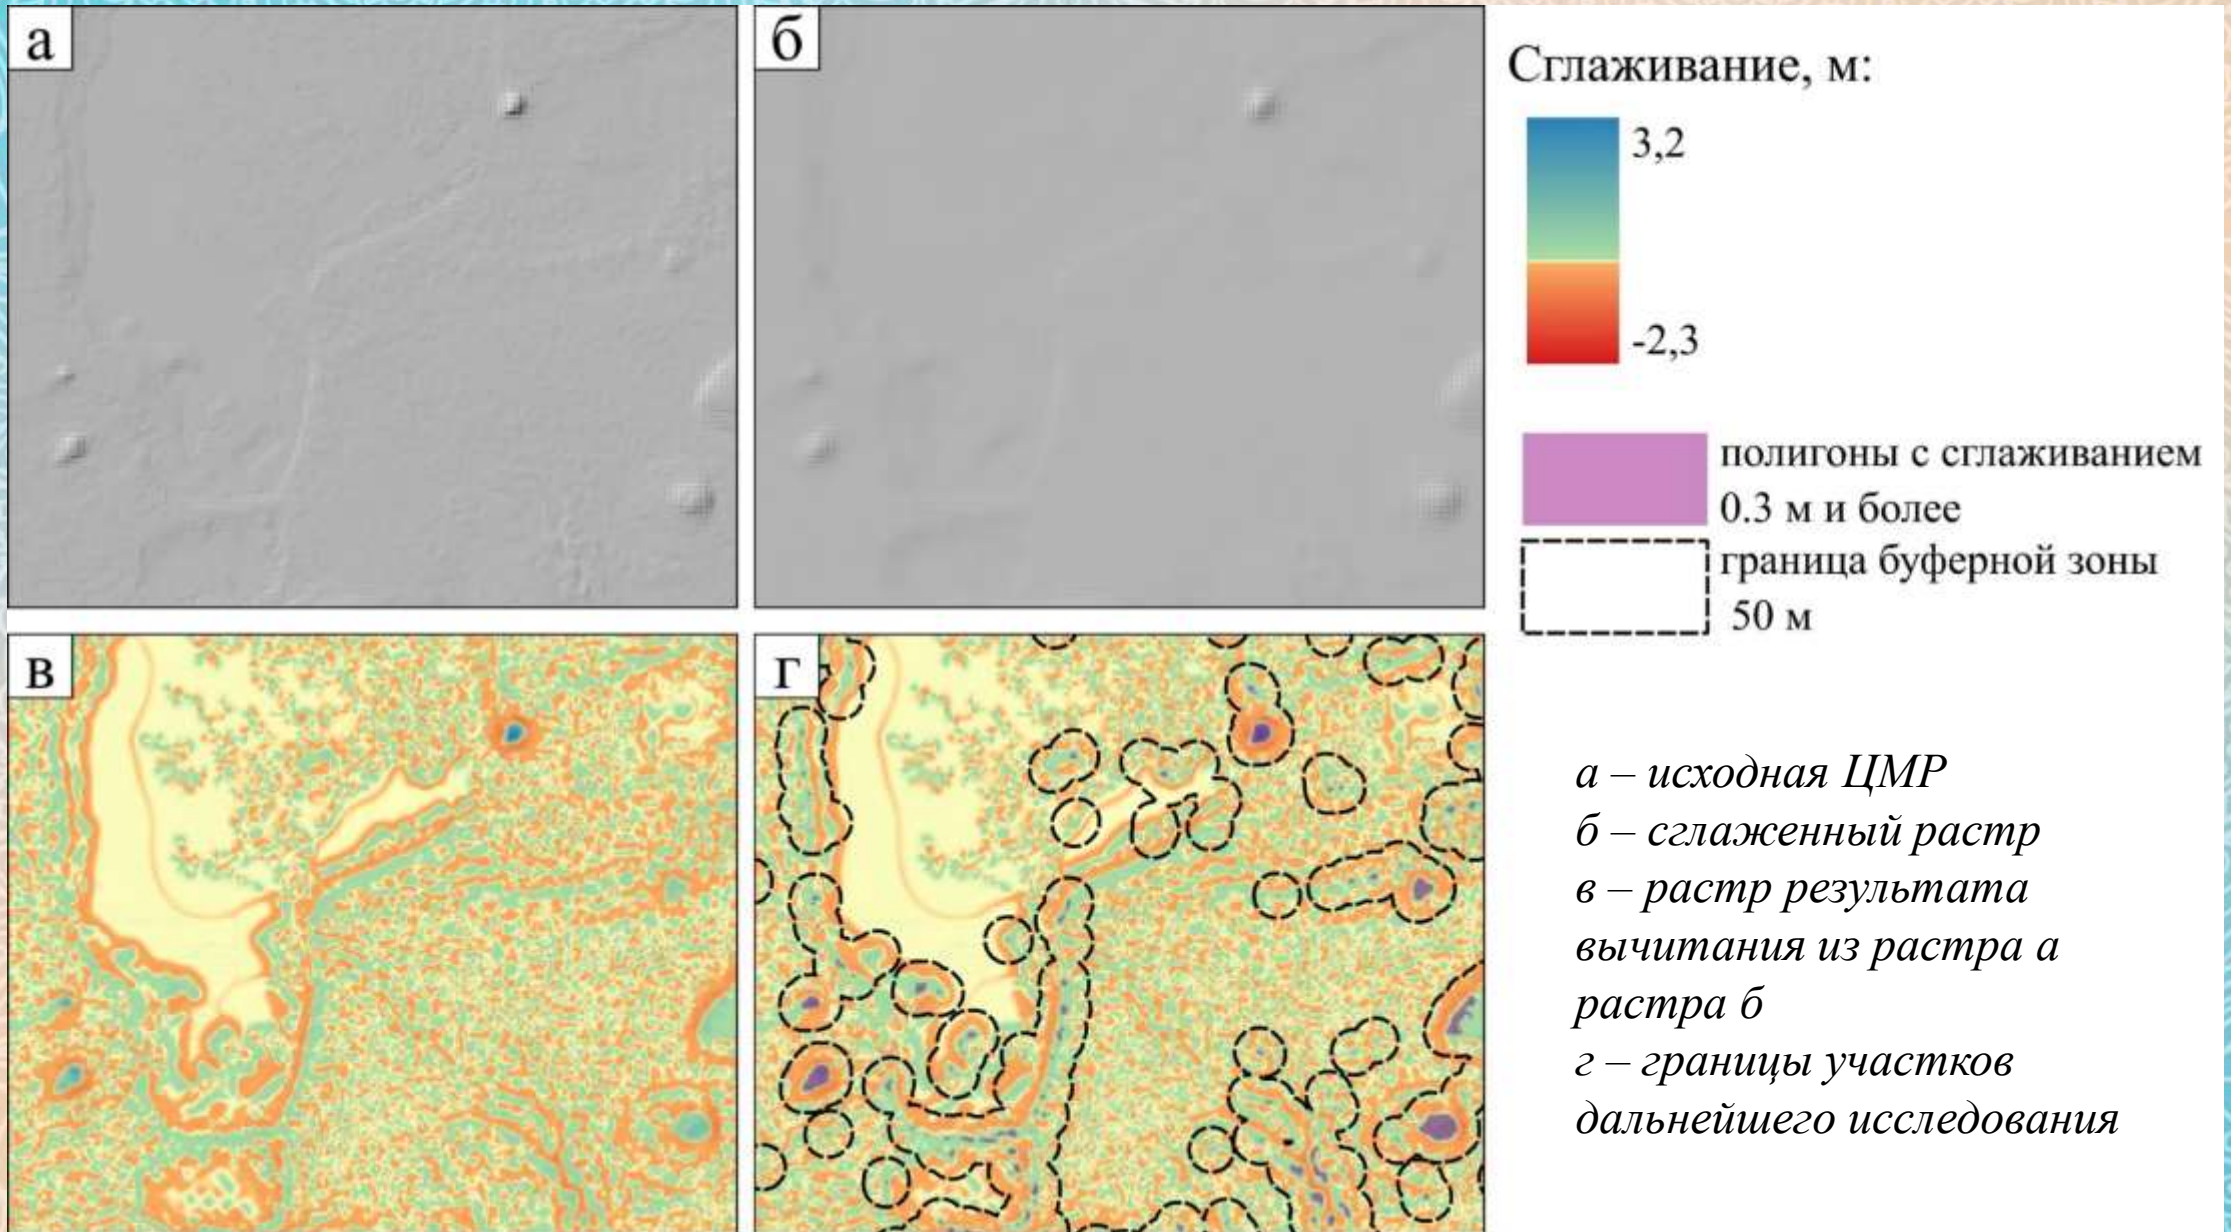 а
б
в
г
Сглаживание, м:
3,2
-2,3
полигоны с сглаживанием
0.3 м и более
граница буферной зоны
50 м
а – исходная ЦМР
б – сглаженный растр
в – растр результата
вычитания из растра а
растра б
г – границы участков
дальнейшего исследования